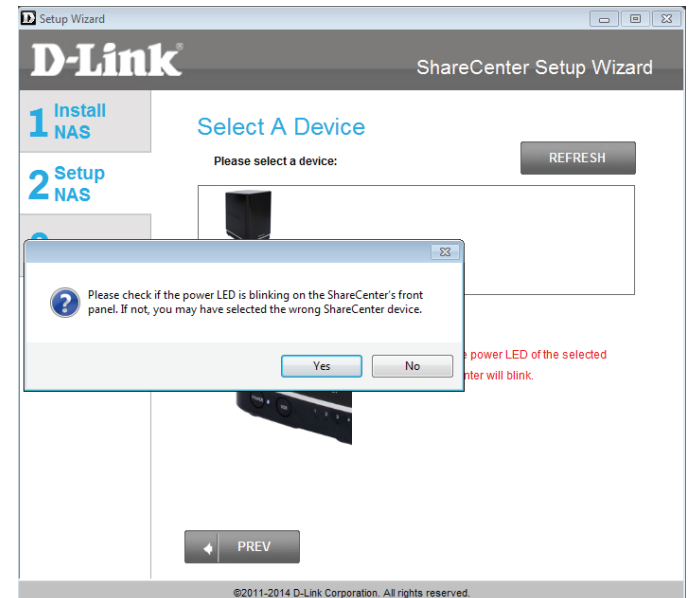 Setup Wizard
D-Link
ShareCenter Setup Wizard
1 Install
NAS
Select A Device
Please select a device:
REFRESH
2 Setup
NAS
Please check if the power LED is blinking on the ShareCenter's front
panel. If not, you may have selected the wrong ShareCenter device.
Yes
No
power LED of the selected
will blink.
PREV
©2011-2014 D-Link Corporation. All rights reserved.